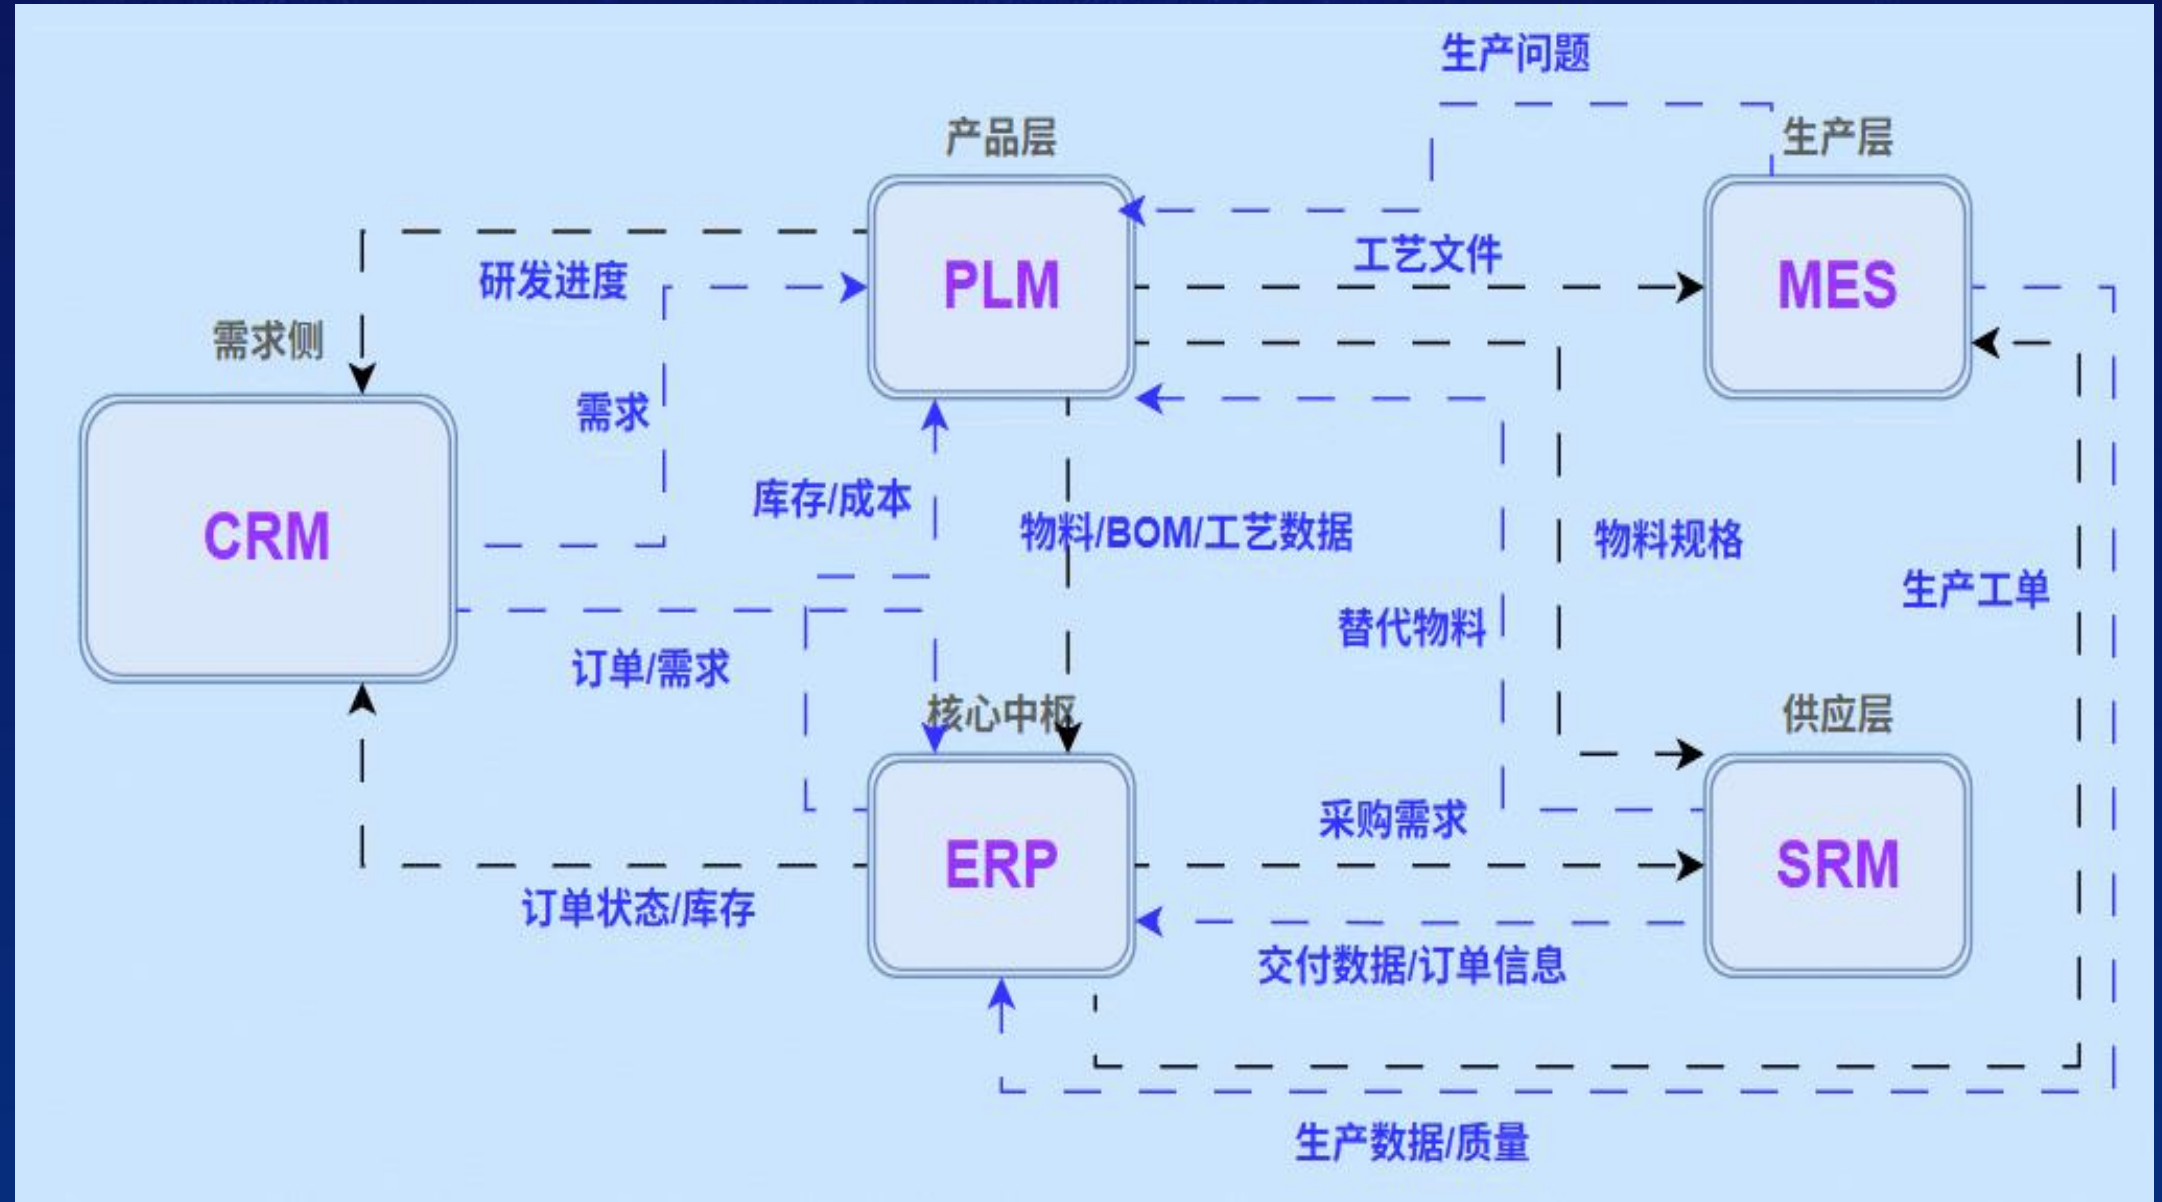 生产问题
产品层
生产层
工艺文件
研发进度
PLM
MES
需求侧
需求
库存/成本
物料/BOM/工艺数据
物料规格
CRM
生产工单
替代物料
订单/需求
核心中枢
供应层
采购需求
ERP
SRM
订单状态/库存
交付数据/订单信息
生产数据/质量